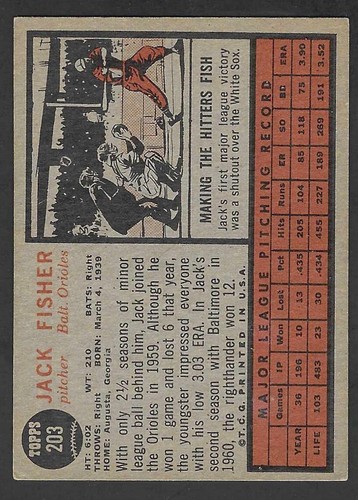 TOPPS
203
JACK FISHER
pitcher Balt. Orioles
HT: 6:02 WT: 210 BATS: Right
THROWS: Right BORN: March 4, 1939
HOME: Augusta, Georgia
With only 2½ seasons of minor
league ball behind him, Jack joined
the Orioles in 1959. Although he
won 1 game and lost 6 that year,
the youngster impressed everyone
with his low 3.03 ERA. In Jack's
second season with Baltimore in
1960, the righthander won 12.
©T.C.G. PRINTED IN U.S.A.
MAKING THE HITTERS FISH
Jack's first major league victory
was a shutout over the White Sox.
MAJOR LEAGUE PITCHING RECORD
Games IP Won Lost Pct Hits Runs ER SO BB ERA
YEAR 36 196 10 13 .435 205 104 85 118 75 3.90
LIFE 103 483 23 30 .434 455 227 189 269 191 3.52